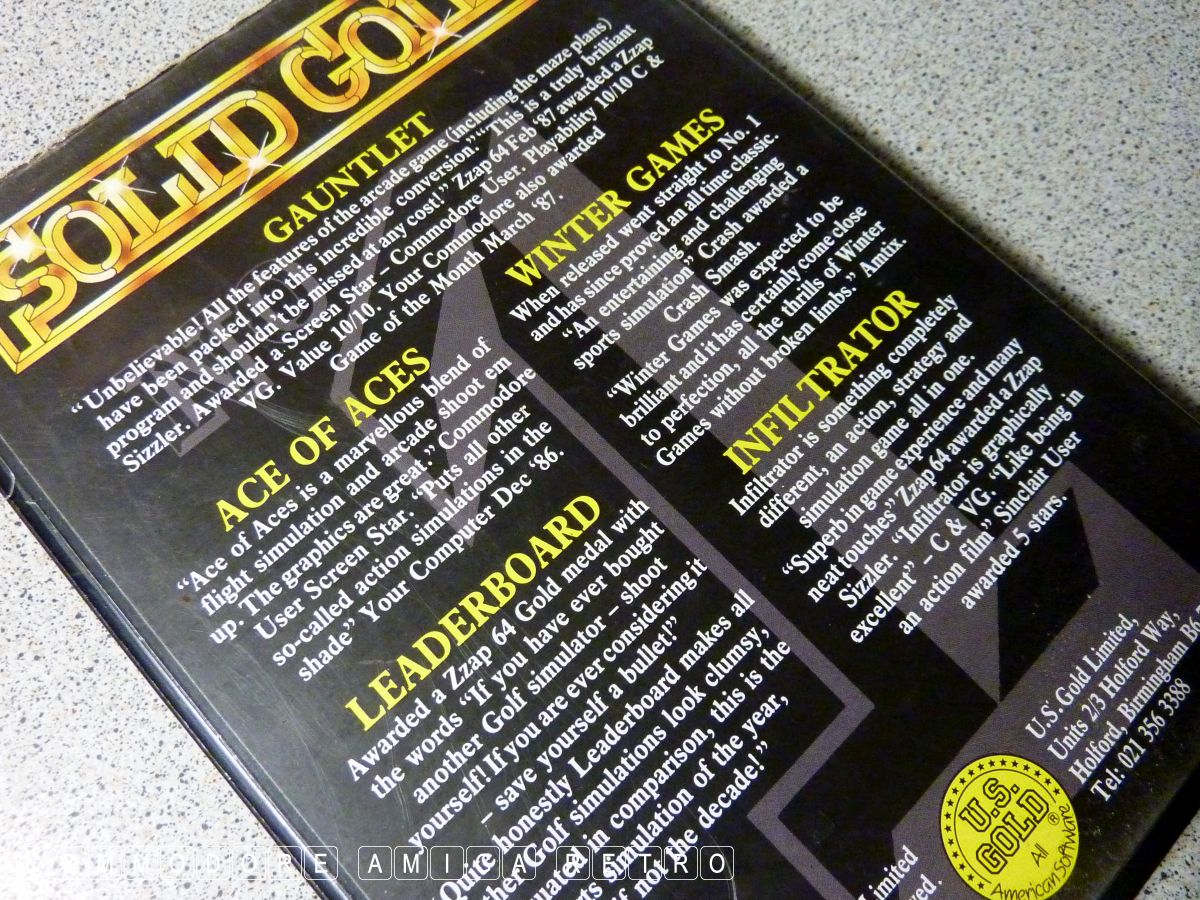 SOLID GOLD
GAUNTLET
“Unbelievable! All the features of the arcade game (including the maze plans)
have been packed into this incredible conversion.” “This is a truly brilliant
program and shouldn't be missed at any cost!” Zzap 64 Feb '87 awarded a Zzap
Sizzler. Awarded a Screen Star – Commodore User. Playability 10/10 C &
VG. Value 10/10. Your Commodore also awarded
Game of the Month March '87.
ACE OF ACES
“Ace of Aces is a marvellous blend of
flight simulation and arcade shoot em
up. The graphics are great.” Commodore
User Screen Star. “Puts all other
so-called action simulations in the
shade” Your Computer Dec '86.
LEADERBOARD
Awarded a Zzap 64 Gold medal with
the words “If you have ever bought
another Golf simulator – shoot
yourself! If you are ever considering it
– save yourself a bullet!”
“Quite honestly Leaderboard makes all
Golf simulations look clumsy,
in comparison, this is the
simulation of the year,
if not the decade!”
WINTER GAMES
When released went straight to No. 1
and has since proved an all time classic.
“An entertaining and challenging
sports simulation” Crash awarded a
Crash Smash.
“Winter Games was expected to be
brilliant and it has certainly come close
to perfection, all the thrills of Winter
Games without broken limbs.” Amtix.
INFILTRATOR
Infiltrator is something completely
different, an action, strategy and
simulation game all in one.
“Superb in game experience and many
neat touches” Zzap 64 awarded a Zzap
Sizzler. “Infiltrator is graphically
excellent” – C & VG. “Like being in
an action film” Sinclair User
awarded 5 stars.
U.S. Gold Limited,
Units 2/3 Holford Way,
Holford, Birmingham
Tel: 021 356 3388
U.S.
GOLD®
All
American Software
Limited
COMMODORE AMIGA RETRO